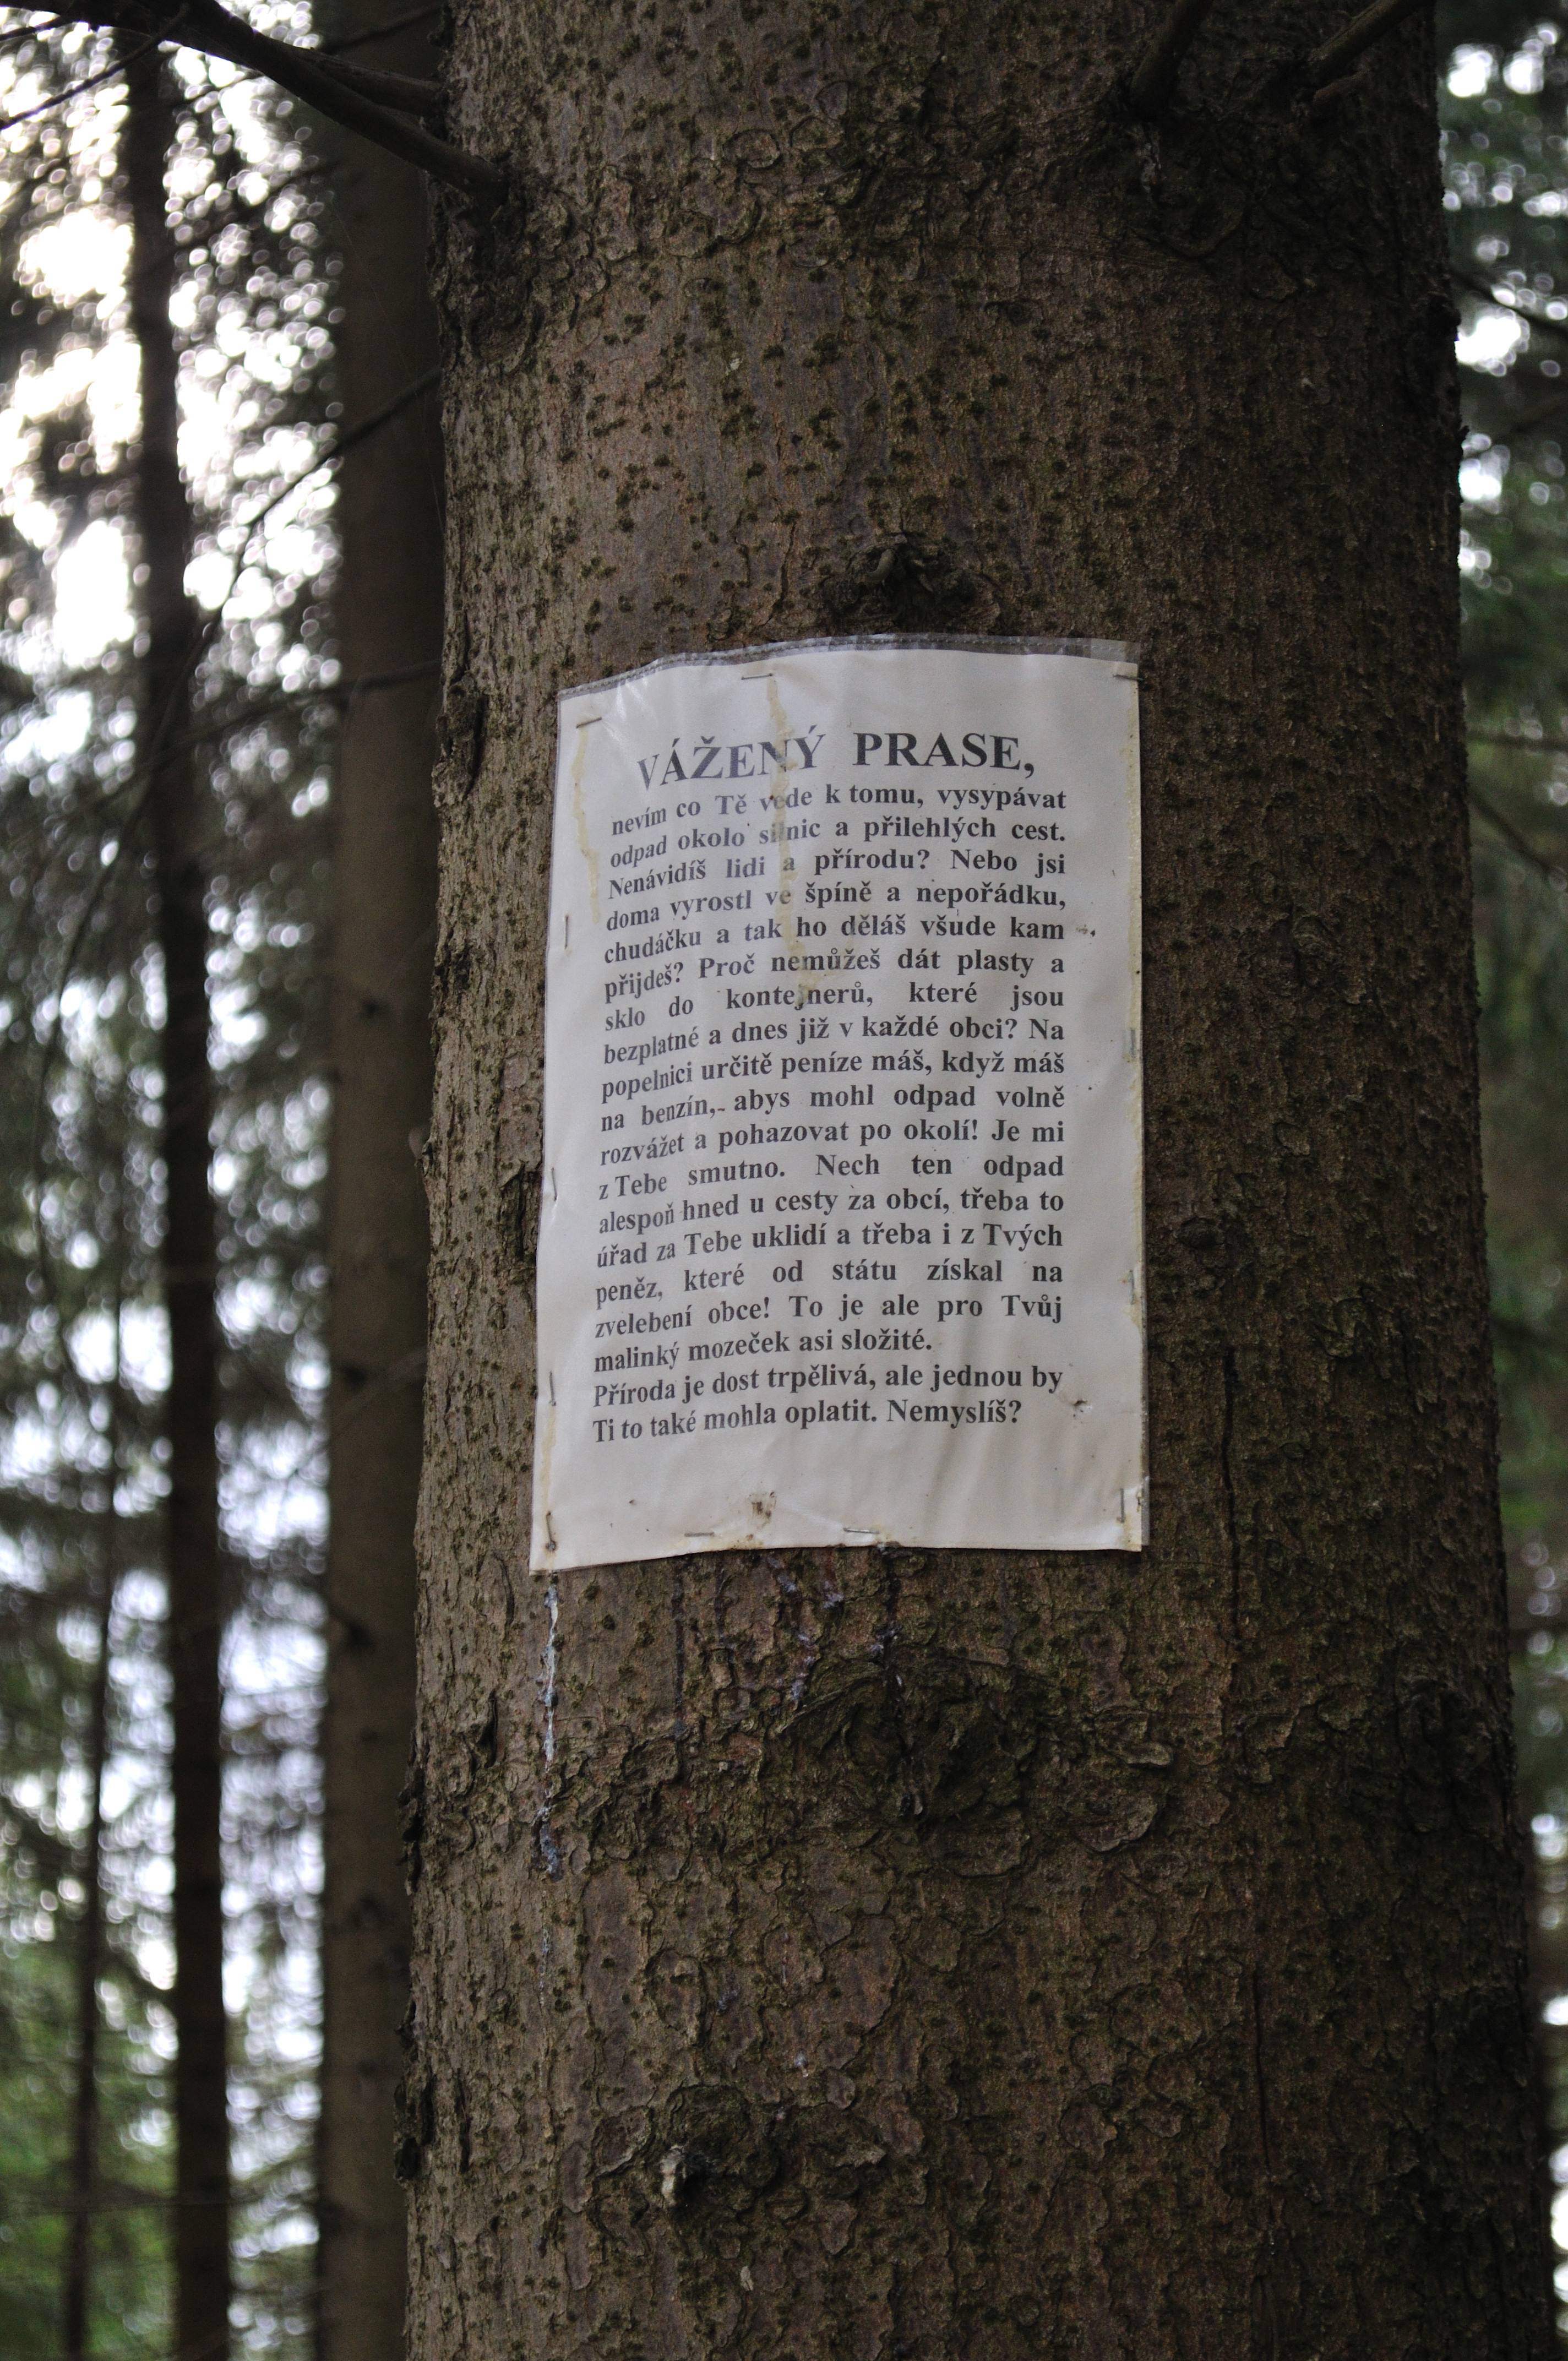 VÁŽENÝ PRASE,
nevím co Tě vede k tomu, vysypávat
odpad okolo silnic a přilehlých cest.
Nenávidíš lidi a přírodu? Nebo jsi
doma vyrostl ve špíně a nepořádku,
chudáčku a tak ho děláš všude kam
přijdeš? Proč nemůžeš dát plasty a
sklo do kontejnerů, které jsou
bezplatné a dnes již v každé obci? Na
popelnici určitě peníze máš, když máš
na benzín, abys mohl odpad volně
rozvážet a pohazovat po okolí! Je mi
z Tebe smutno. Nech ten odpad
alespoň hned u cesty za obcí, třeba to
úřad za Tebe uklidí a třeba i z Tvých
peněz, které od státu získal na
zvelebení obce! To je ale pro Tvůj
malinký mozeček asi složité.
Příroda je dost trpělivá, ale jednou by
Ti to také mohla oplatit. Nemyslíš?